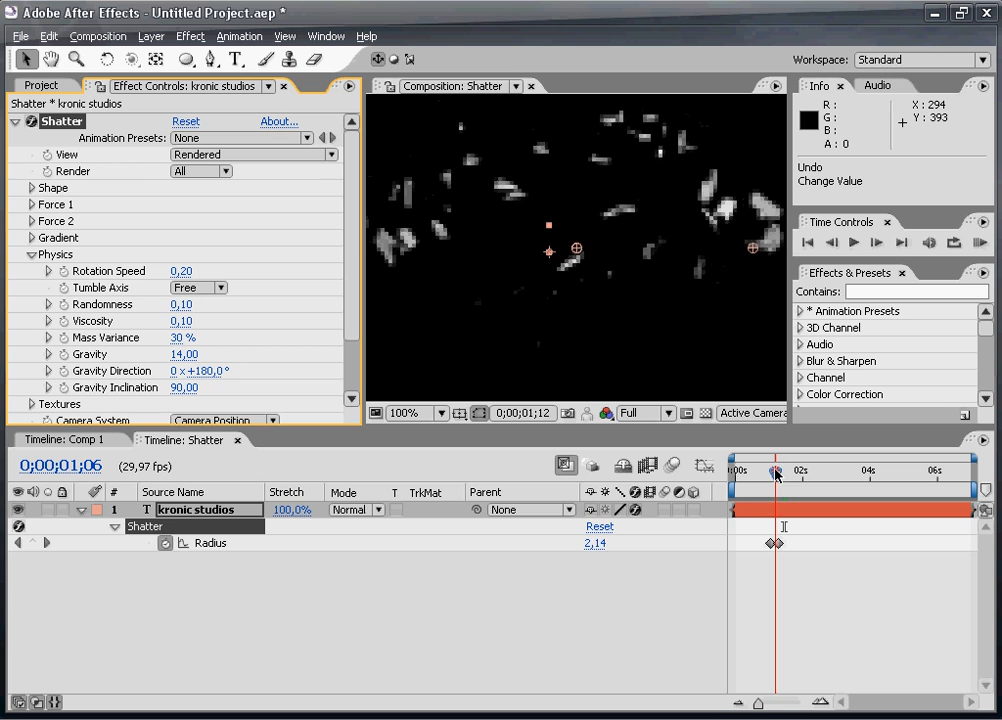 Adobe After Effects - Untitled Project.aep *
File Edit Composition Layer Effect Animation View Window Help
Workspace: Standard
Project Effect Controls: kronic studios
Shatter * kronic studios
Shatter Reset About...
Animation Presets: None
View Rendered
Render All
Shape
Force 1
Force 2
Gradient
Physics
Rotation Speed 0,20
Tumble Axis Free
Randomness 0,10
Viscosity 0,10
Mass Variance 30 %
Gravity 14,00
Gravity Direction 0 x +180,0 °
Gravity Inclination 90,00
Textures
Camera System Camera Position
Composition: Shatter
100% 0;00;01;12 Full Active Camera
Info Audio
R : X : 294
G : Y : 393
B :
A : 0
Undo
Change Value
Time Controls
Effects & Presets
Contains:
* Animation Presets
3D Channel
Audio
Blur & Sharpen
Channel
Color Correction
Timeline: Comp 1 Timeline: Shatter
0;00;01;06 (29,97 fps)
:00s 02s 04s 06s
# Source Name Stretch Mode T TrkMat Parent
1 T kronic studios 100,0% Normal None
Shatter Reset
Radius 2,14